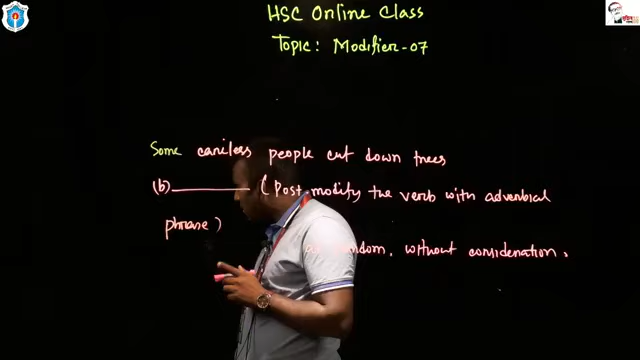 HSC Online Class
Topic: Modifier-07
Some careless people cut down trees
(b)________ (Post modify the verb with adverbial
phrase)
random, without consideration,